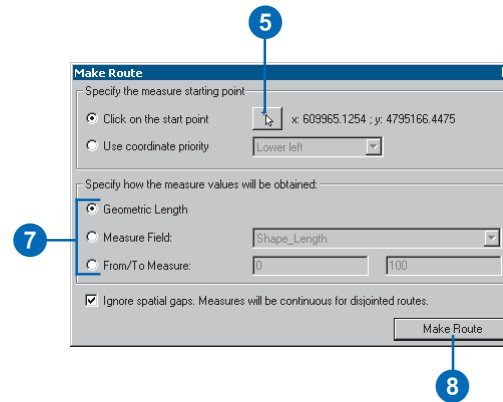 5
Make Route
Specify the measure starting point
Click on the start point
x: 609965.1254 ; y: 4795166.4475
Use coordinate priority
Lower left
Specify how the measure values will be obtained:
Geometric Length
7
Measure Field:
Shape_Length
From/To Measure:
0
100
Ignore spatial gaps. Measures will be continuous for disjointed routes.
Make Route
8